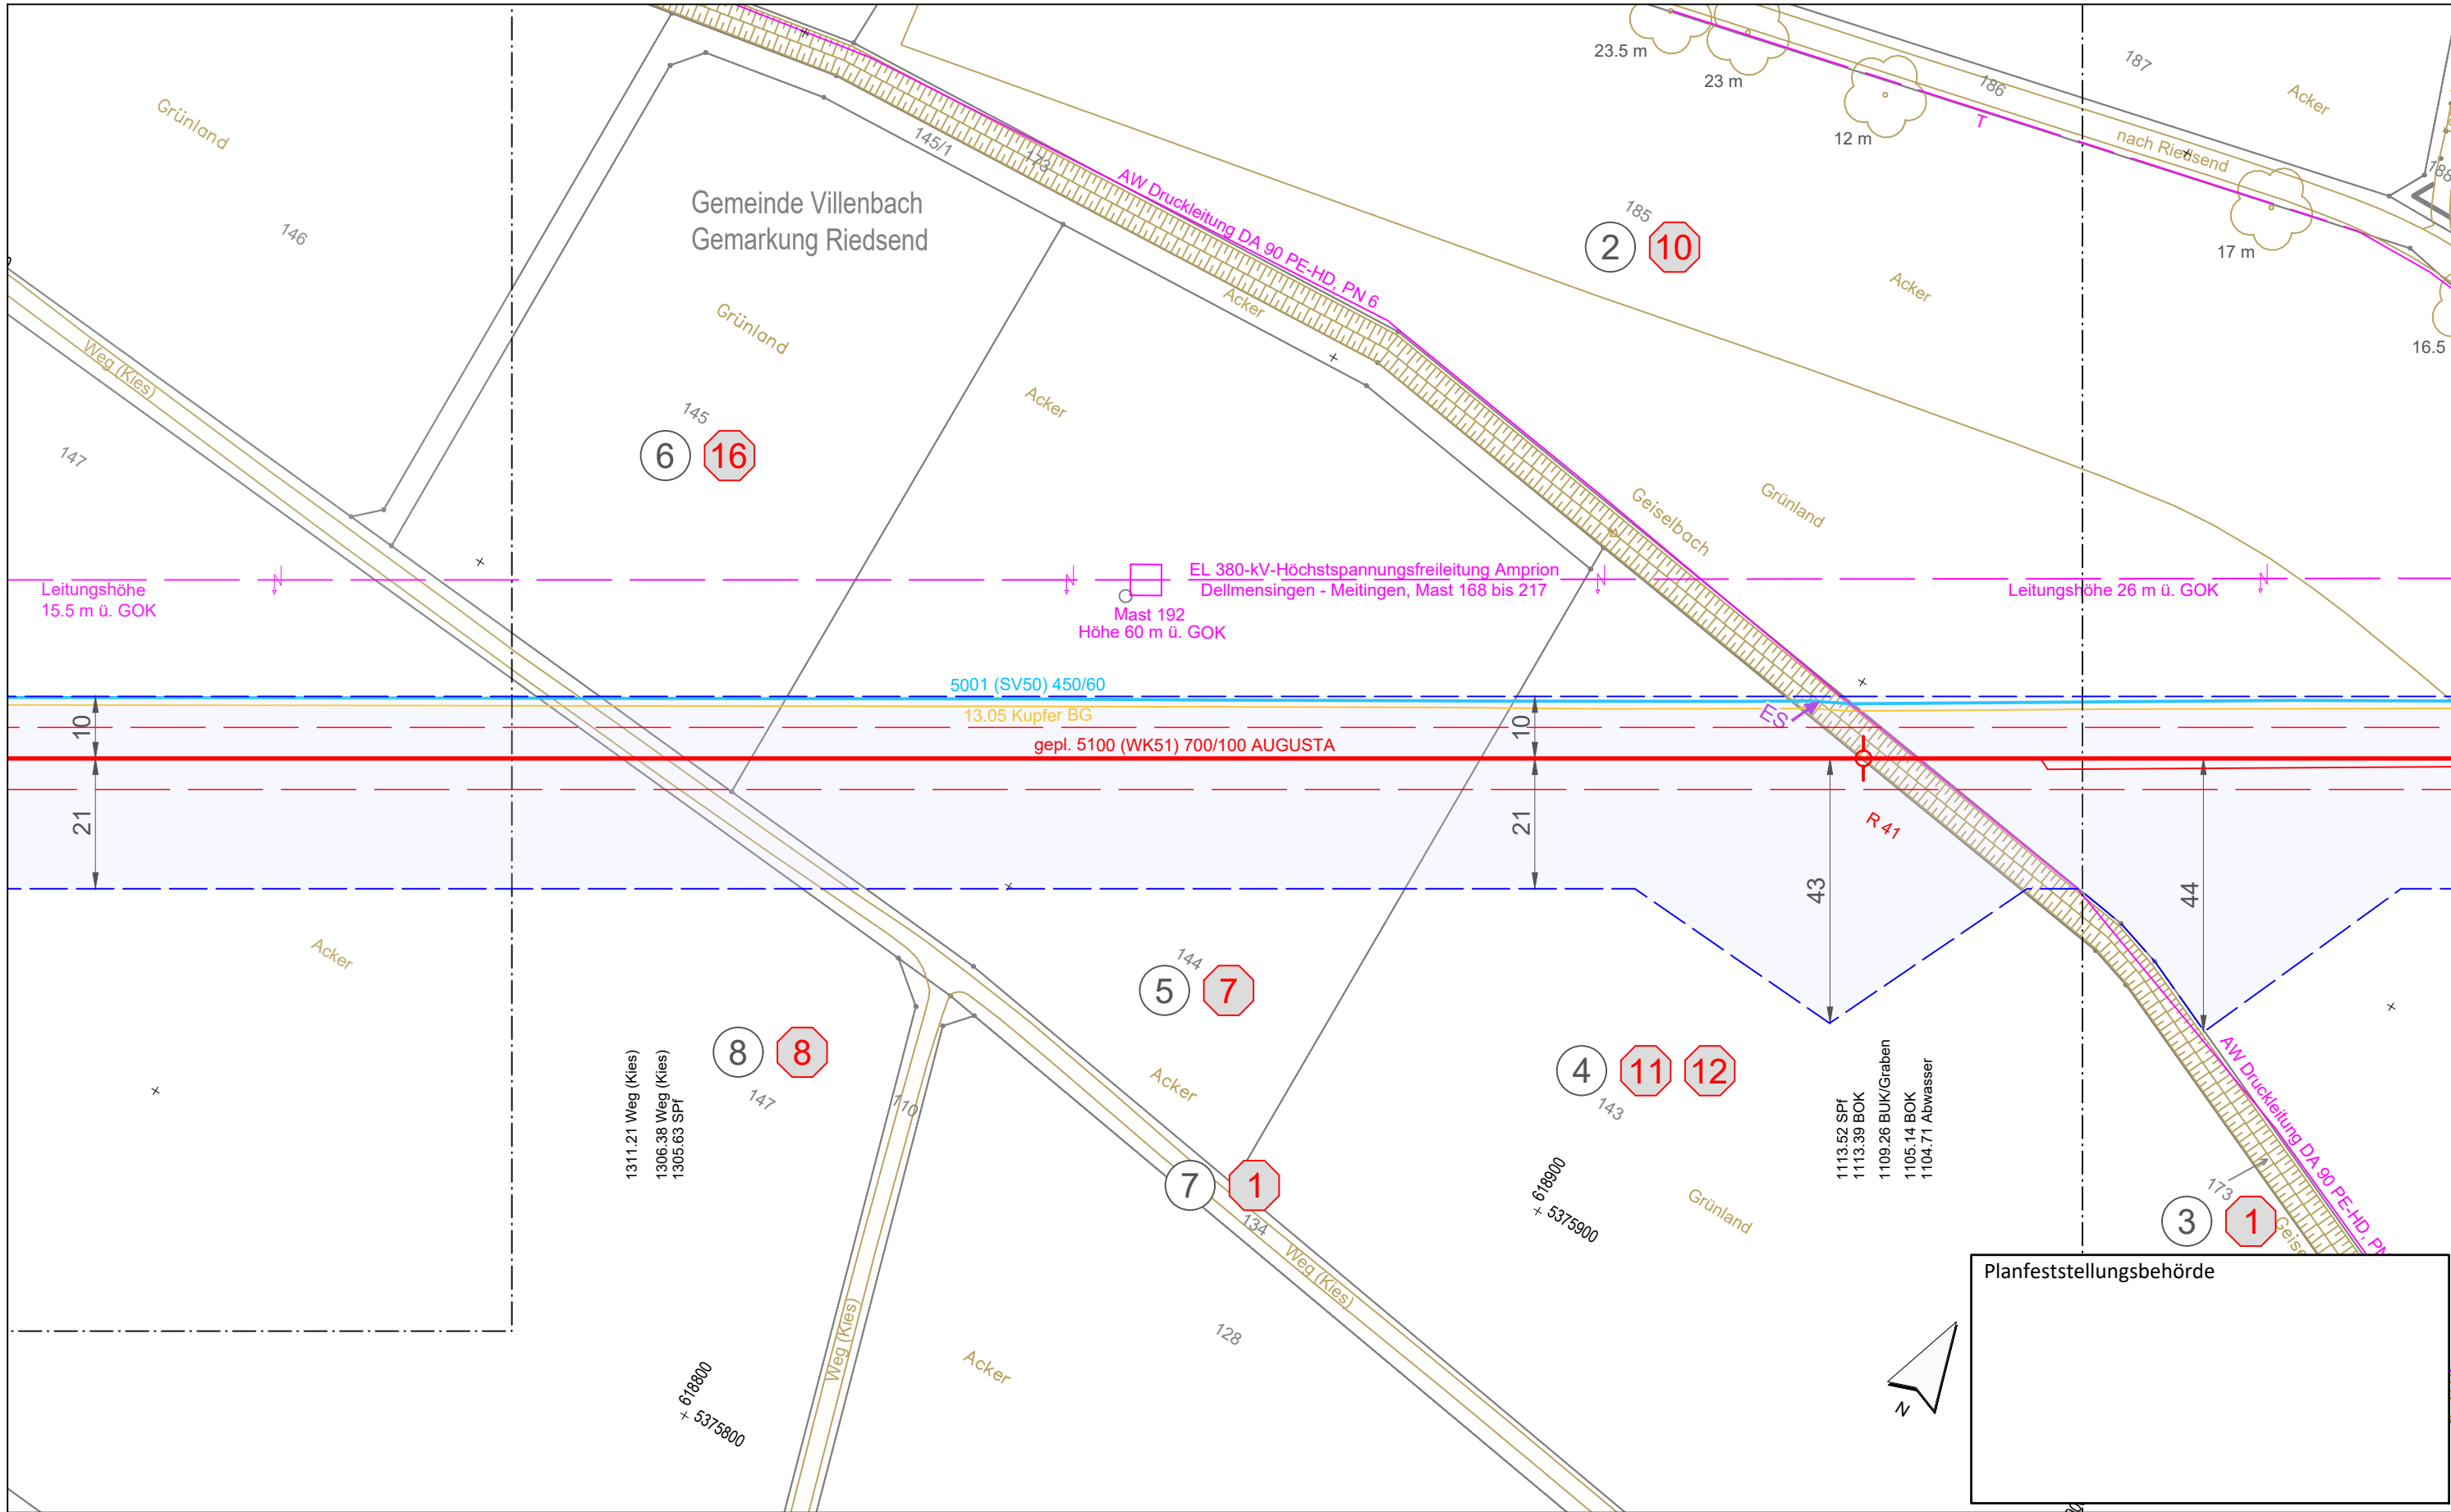 23.5 m
23 m
12 m
T
186
187
Acker
nach Riedsend
188
17 m
16.5
Grünland
146
145/1
173
Gemeinde Villenbach
Gemarkung Riedsend
AW Druckleitung DA 90 PE-HD, PN 6
185
2
10
Acker
Acker
Grünland
Weg (Kies)
147
Acker
145
6
16
Geiselbach
Grünland
Leitungshöhe
15.5 m ü. GOK
EL 380-kV-Höchstspannungsfreileitung Amprion
Dellmensingen - Meitingen, Mast 168 bis 217
Mast 192
Höhe 60 m ü. GOK
Leitungshöhe 26 m ü. GOK
5001 (SV50) 450/60
13.05 Kupfer BG
gepl. 5100 (WK51) 700/100 AUGUSTA
10
10
ES
21
21
R 41
43
44
Acker
144
5
7
8
8
147
110
Acker
4
11
12
143
1311.21 Weg (Kies)
1306.38 Weg (Kies)
1305.63 SPf
1113.52 SPf
1113.39 BOK
1109.26 BUK/Graben
1105.14 BOK
1104.71 Abwasser
AW Druckleitung DA 90 PE-HD, PN
7
1
134
Weg (Kies)
618900
+ 5375900
Grünland
173
3
1
Geise
Planfeststellungsbehörde
Weg (Kies)
128
Acker
618800
+ 5375800
N